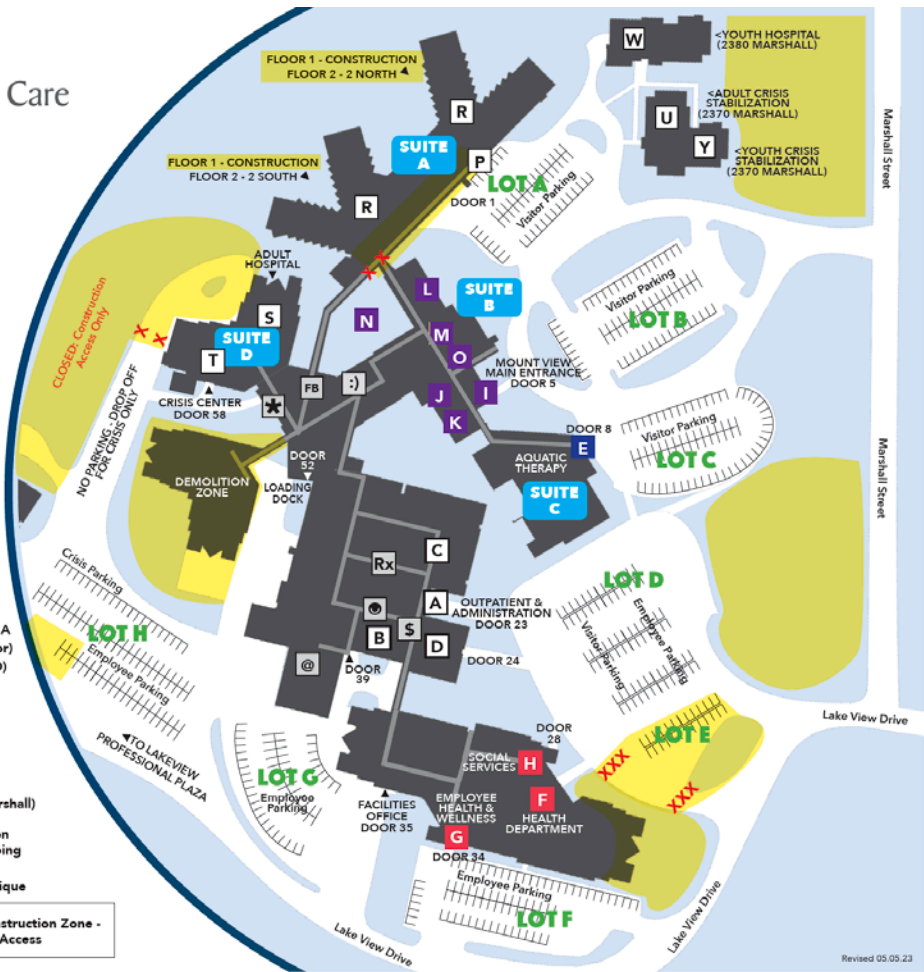 Care
FLOOR 1 - CONSTRUCTION
FLOOR 2 - 2 NORTH
R
SUITE
A
P
LOT A
Visitor Parking
DOOR 1
W
<YOUTH HOSPITAL
(2380 MARSHALL)
U
<ADULT CRISIS
STABILIZATION
(2370 MARSHALL)
Y
<YOUTH CRISIS
STABILIZATION
(2370 MARSHALL)
Marshall Street
FLOOR 1 - CONSTRUCTION
FLOOR 2 - 2 SOUTH
R
X
X
ADULT
HOSPITAL
S
SUITE
D
T
CRISIS CENTER
DOOR 58
X
X
CLOSED: Construction
Access Only
NO PARKING - DROP OFF
FOR CRISIS ONLY
L
SUITE
B
N
M
O
MOUNT VIEW
MAIN ENTRANCE
DOOR 5
J
I
K
Visitor Parking
LOT B
FB
:)
*
DOOR 8
E
AQUATIC
THERAPY
SUITE
C
Visitor Parking
LOT C
Marshall Street
DEMOLITION
ZONE
DOOR
52
LOADING
DOCK
C
Rx
A
OUTPATIENT &
ADMINISTRATION
DOOR 23
B
$
D
DOOR 24
@
DOOR
39
LOT D
Employee Parking
Visitor Parking
Crisis Parking
LOT H
Employee Parking
A
or)
TO LAKEVIEW
PROFESSIONAL PLAZA
LOT G
Employee
Parking
FACILITIES
OFFICE
DOOR 35
DOOR
28
SOCIAL
SERVICES
H
F
HEALTH
DEPARTMENT
EMPLOYEE
HEALTH &
WELLNESS
G
DOOR 34
LOT E
XXX
XXX
Lake View Drive
Employee Parking
LOT F
Lake View Drive
Lake View Drive
rshall)
on
ing
ique
struction Zone -
Access
Revised 05.05.23